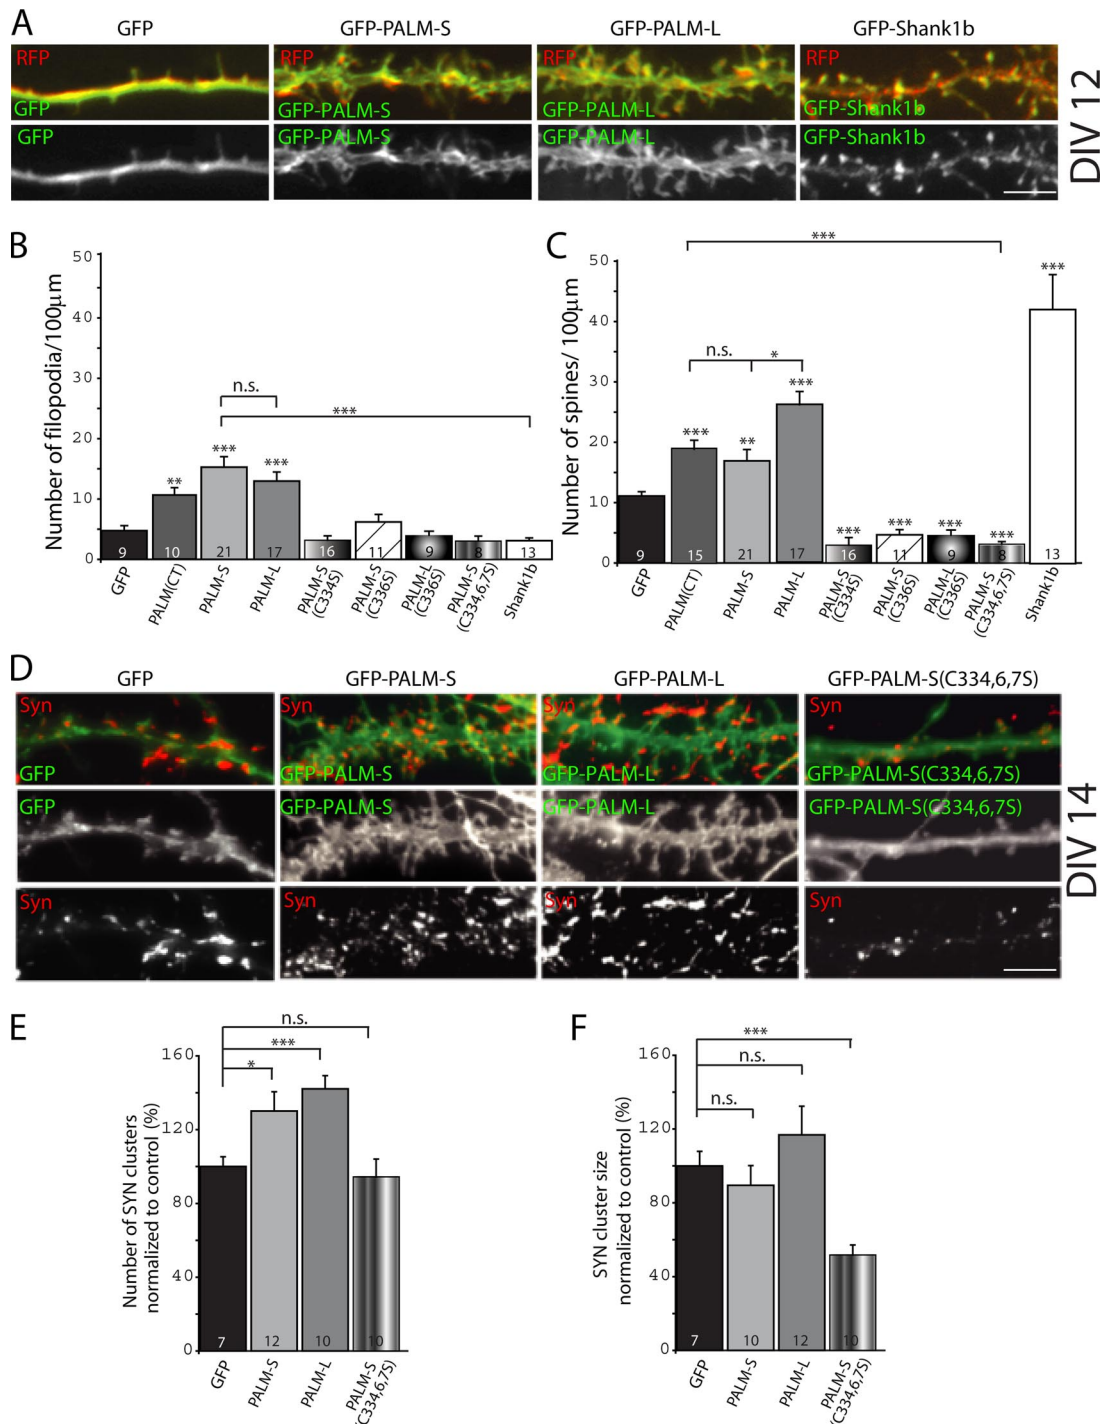 A
GFP
GFP-PALM-S
GFP-PALM-L
GFP-Shank1b
RFP
RFP
RFP
RFP
GFP
GFP-PALM-S
GFP-PALM-L
GFP-Shank1b
GFP
GFP-PALM-S
GFP-PALM-L
GFP-Shank1b
DIV 12
B
Number of filopodia/100μm
50
40
30
20
10
0
n.s.
***
**
***
***
9
10
21
17
16
11
9
8
13
GFP
PALM(CT)
PALM-S
PALM-L
PALM-S
(C334S)
PALM-S
(C336S)
PALM-L
(C336S)
PALM-S
(C334,6,7S)
Shank1b
C
Number of spines/ 100μm
50
40
30
20
10
0
***
n.s.
*
***
**
***
***
***
***
***
***
9
15
21
17
16
11
9
8
13
GFP
PALM(CT)
PALM-S
PALM-L
PALM-S
(C334S)
PALM-S
(C336S)
PALM-L
(C336S)
PALM-S
(C334,6,7S)
Shank1b
D
GFP
GFP-PALM-S
GFP-PALM-L
GFP-PALM-S(C334,6,7S)
Syn
Syn
Syn
Syn
GFP
GFP-PALM-S
GFP-PALM-L
GFP-PALM-S(C334,6,7S)
GFP
GFP-PALM-S
GFP-PALM-L
GFP-PALM-S(C334,6,7S)
Syn
Syn
Syn
Syn
DIV 14
E
Number of SYN clusters
normalized to control (%)
160
120
80
40
0
n.s.
***
*
7
12
10
10
GFP
PALM-S
PALM-L
PALM-S
(C334,6,7S)
F
SYN cluster size
normalized to control (%)
160
120
80
40
0
***
n.s.
n.s.
7
10
12
10
GFP
PALM-S
PALM-L
PALM-S
(C334,6,7S)